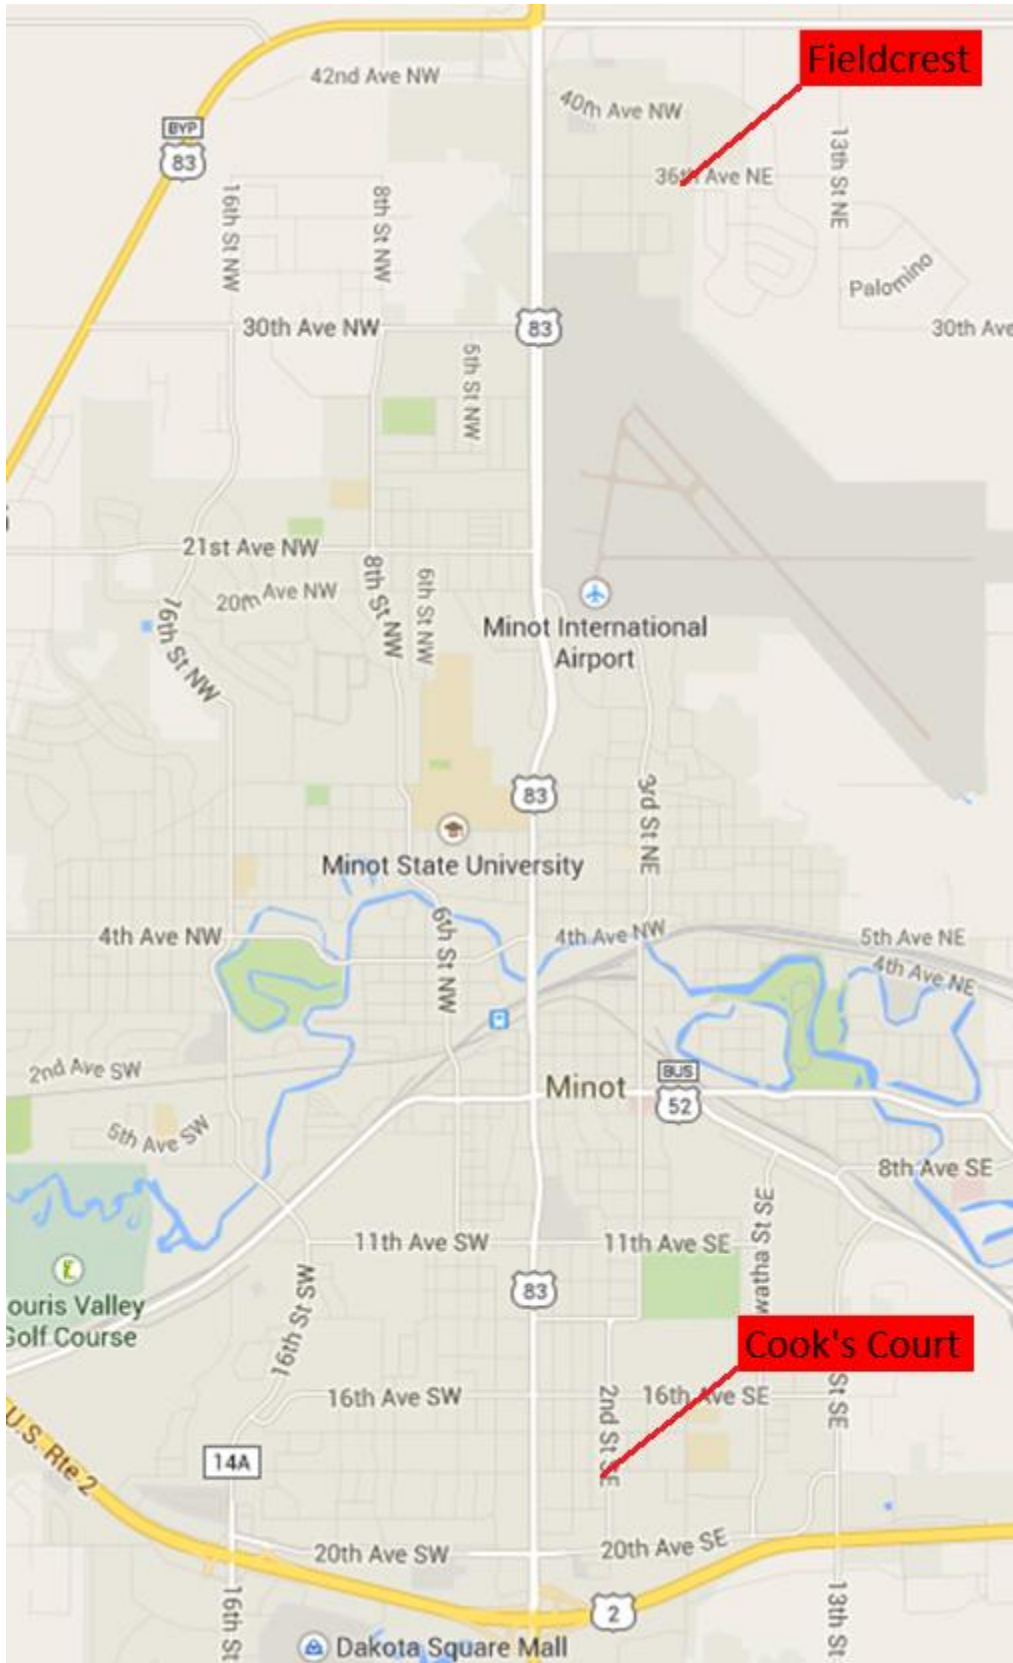 Fieldcrest
42nd Ave NW
40th Ave NW
BYP
83
36th Ave NE
13th St NE
16th St NW
8th St NW
Palomino
30th Ave NW
83
30th Ave
5th St NW
21st Ave NW
20th Ave NW
8th St NW
6th St NW
16th St NW
Minot International
Airport
83
3rd St NE
Minot State University
4th Ave NW
6th St NW
4th Ave NW
5th Ave NE
4th Ave NE
2nd Ave SW
Minot
BUS
52
5th Ave SW
8th Ave SE
11th Ave SW
11th Ave SE
watha St SE
83
ouris Valley
Golf Course
16th St SW
Cook's Court
16th Ave SW
2nd St SE
16th Ave SE
St SE
U.S. Rte 2
14A
20th Ave SW
20th Ave SE
16th St
2
13th St
Dakota Square Mall